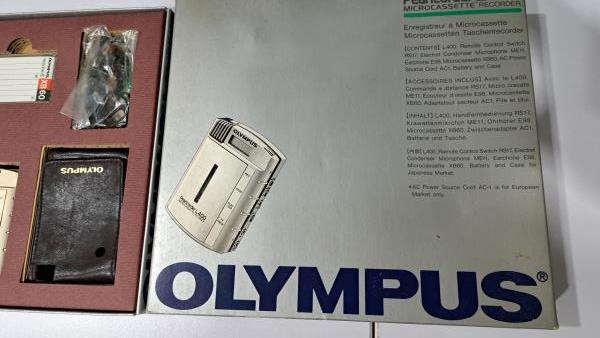 MICROCASSETTE RECORDER
Enregistreur à Microcassette
Microcassetten Taschenrecorder
[CONTENTS] L400, Remote Control Switch
RS17, Electret Condenser Microphone ME11,
Earphone E98, Microcassette XB60, AC Power
Source Cord AC1, Battery and Case
[ACCESSOIRES INCLUS] Avec le L400,
Commande à distance RS17, Micro cravate
ME11, Ecouteur d'oreille E98, Microcassette
XB60, Adaptateur secteur AC1, Pile et étui.
[INHALT] L400, Handfernbedienung RS17,
Krawattenmikrofon ME11, Ohrhörer E98,
Microcassette XB60, Zwischenadapter AC1,
Batterie und Tasche
[内容] L400, Remote Control Switch RS17, Electret
Condenser Microphone ME11, Earphone E98,
Microcassette XB60, Battery and Case for
Japanese Market.
*AC Power Source Cord AC-1 is for European
Market only.
OLYMPUS
L400
OLYMPUS®
XB60
OLYMPUS